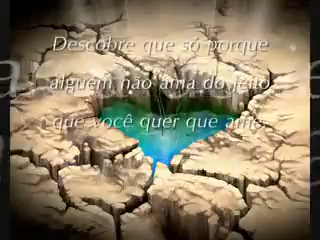 Descobre que só porque
alguém não ama do jeito
que você quer que ame,